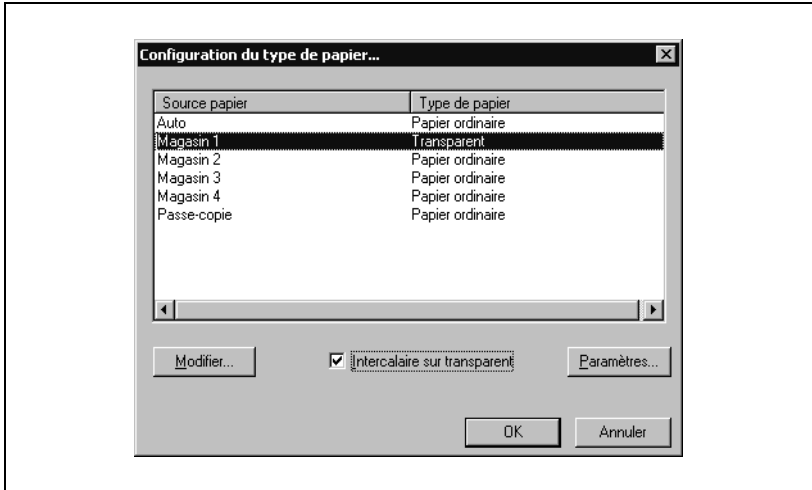 Configuration du type de papier...
Source papier Type de papier
Auto Papier ordinaire
Magasin 1 Transparent
Magasin 2 Papier ordinaire
Magasin 3 Papier ordinaire
Magasin 4 Papier ordinaire
Passe-copie Papier ordinaire
Modifier... Intercalaire sur transparent Paramètres...
OK Annuler